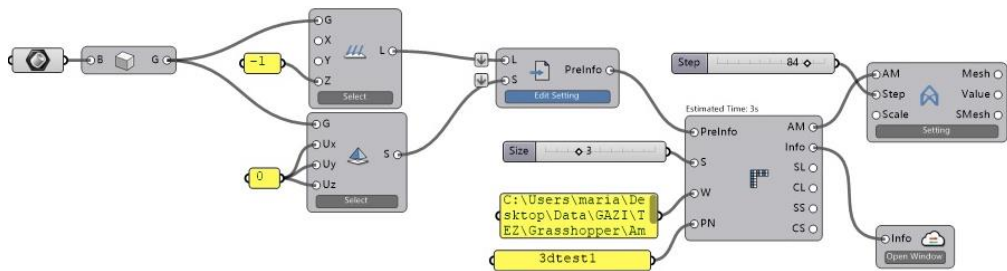 B
G
-1
G
X
Y
Z
L
Select
0
G
Ux
Uy
Uz
S
Select
L
S
PreInfo
Edit Setting
Size
3
C:\Users\maria\De
sktop\Data\GAZI\T
EZ\Grasshopper\Am
3dtest1
Estimated Time: 3s
PreInfo
S
W
PN
AM
Info
SL
CL
SS
CS
Step
84
AM
Step
Scale
Mesh
Value
SMesh
Setting
Info
Open Window